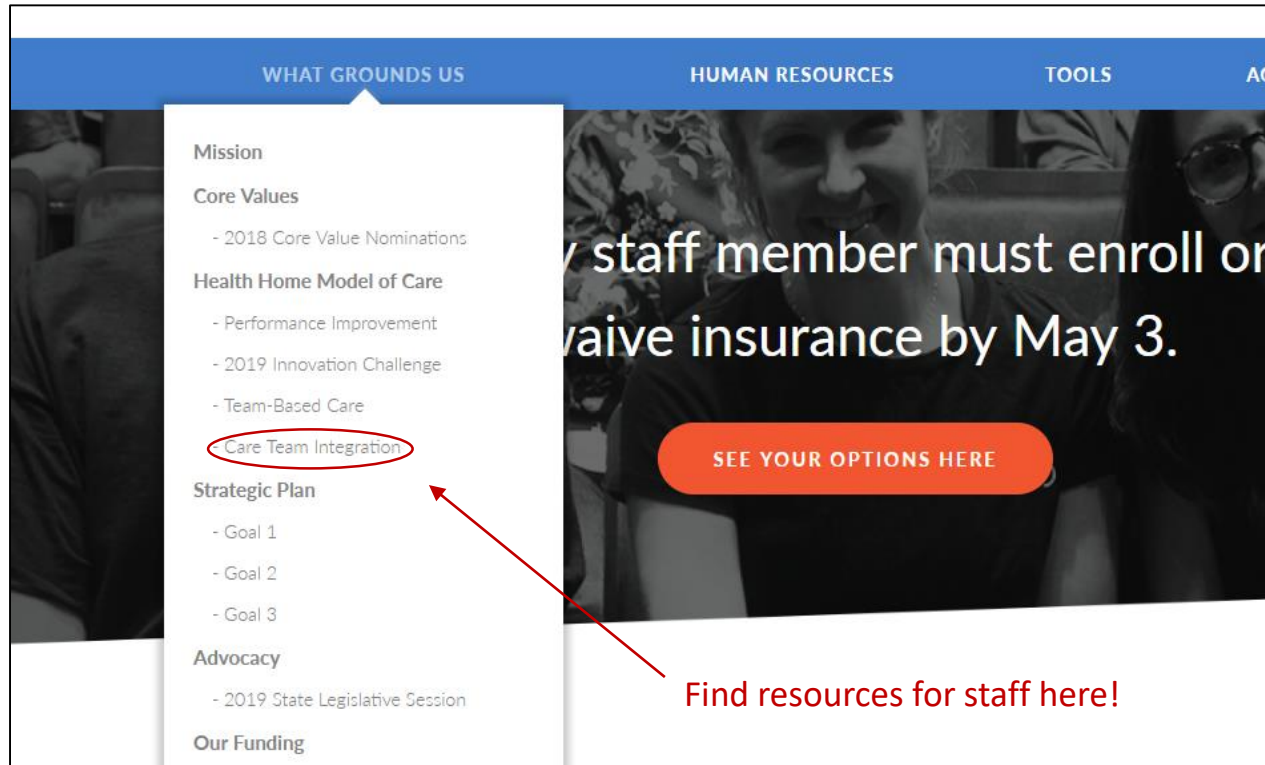 WHAT GROUNDS US
HUMAN RESOURCES
TOOLS
Mission
Core Values
- 2018 Core Value Nominations
Health Home Model of Care
- Performance Improvement
- 2019 Innovation Challenge
- Team-Based Care
- Care Team Integration
Strategic Plan
- Goal 1
- Goal 2
- Goal 3
Advocacy
- 2019 State Legislative Session
Our Funding
staff member must enroll or
waive insurance by May 3.
SEE YOUR OPTIONS HERE
Find resources for staff here!